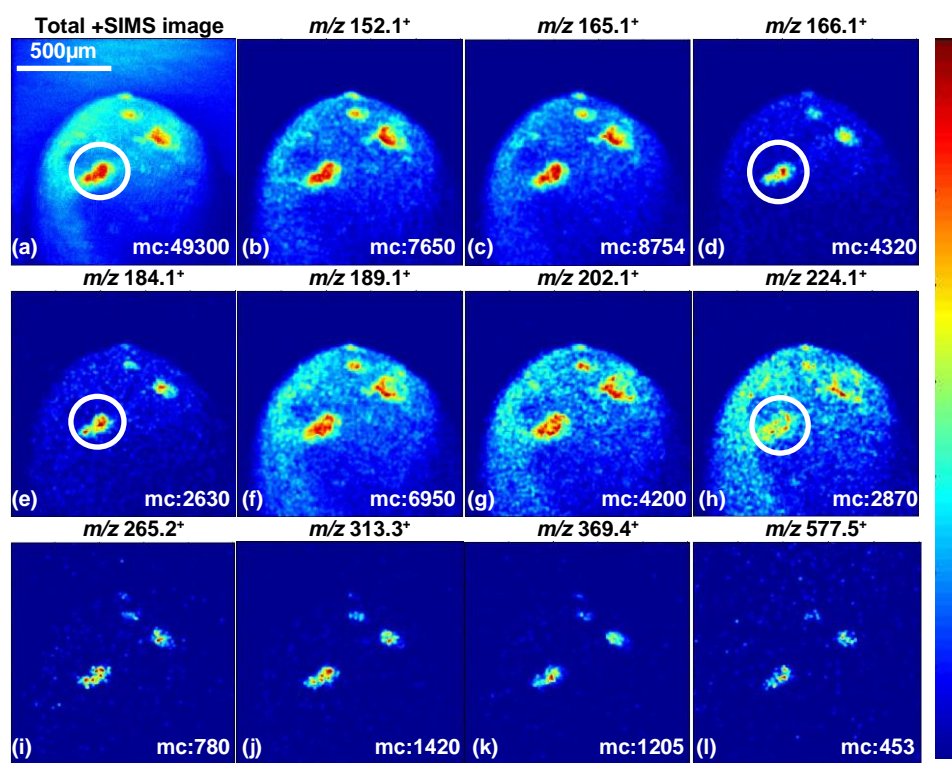 Total +SIMS image
m/z 152.1⁺
m/z 165.1⁺
m/z 166.1⁺
500µm
(a) mc:49300
(b) mc:7650
(c) mc:8754
(d) mc:4320
m/z 184.1⁺
m/z 189.1⁺
m/z 202.1⁺
m/z 224.1⁺
(e) mc:2630
(f) mc:6950
(g) mc:4200
(h) mc:2870
m/z 265.2⁺
m/z 313.3⁺
m/z 369.4⁺
m/z 577.5⁺
(i) mc:780
(j) mc:1420
(k) mc:1205
(l) mc:453